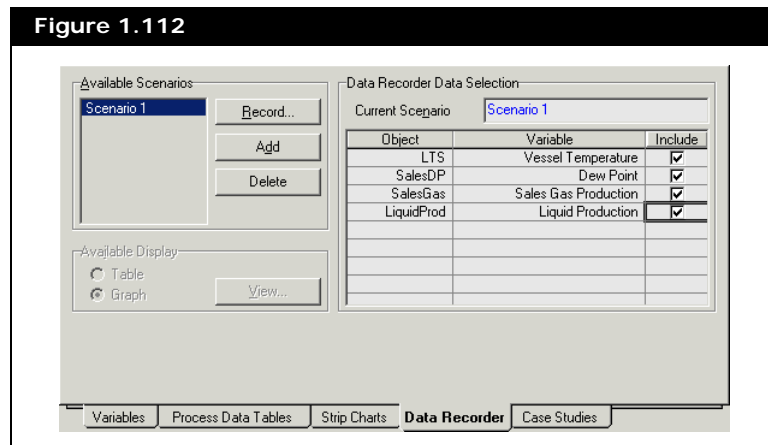 Figure 1.112
Available Scenarios
Scenario 1
Record...
Add
Delete
Available Display
Table
Graph
View...
Data Recorder Data Selection
Current Scenario Scenario 1
Object Variable Include
LTS Vessel Temperature
SalesDP Dew Point
SalesGas Sales Gas Production
LiquidProd Liquid Production
Variables Process Data Tables Strip Charts Data Recorder Case Studies